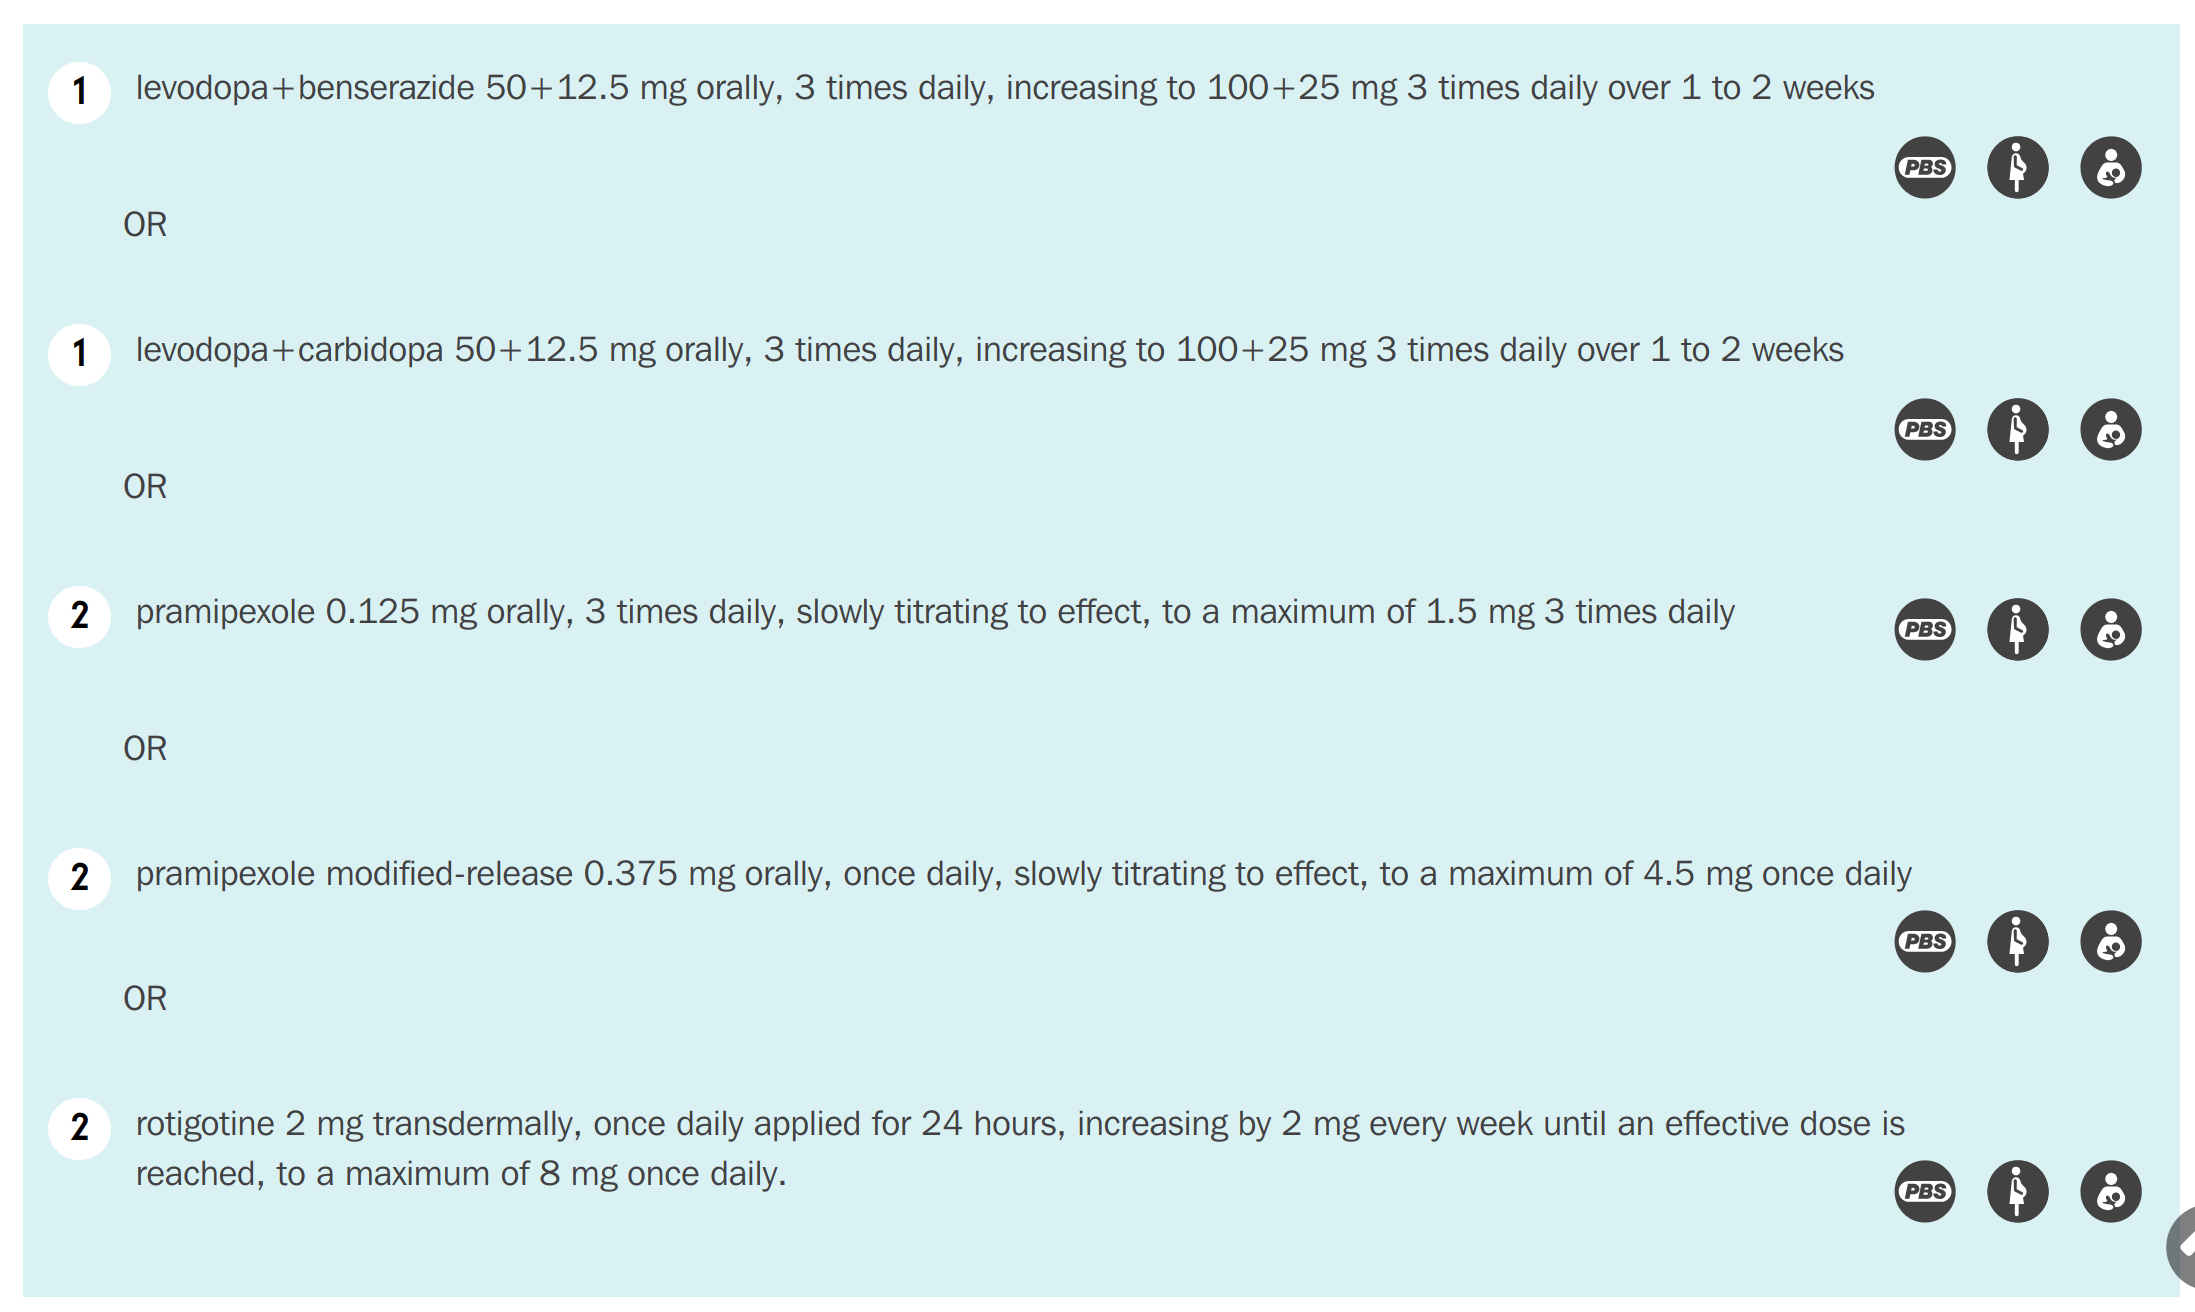 1 levodopa+benserazide 50+12.5 mg orally, 3 times daily, increasing to 100+25 mg 3 times daily over 1 to 2 weeks
PBS
OR
1 levodopa+carbidopa 50+12.5 mg orally, 3 times daily, increasing to 100+25 mg 3 times daily over 1 to 2 weeks
PBS
OR
2 pramipexole 0.125 mg orally, 3 times daily, slowly titrating to effect, to a maximum of 1.5 mg 3 times daily
PBS
OR
2 pramipexole modified-release 0.375 mg orally, once daily, slowly titrating to effect, to a maximum of 4.5 mg once daily
PBS
OR
2 rotigotine 2 mg transdermally, once daily applied for 24 hours, increasing by 2 mg every week until an effective dose is
reached, to a maximum of 8 mg once daily.
PBS